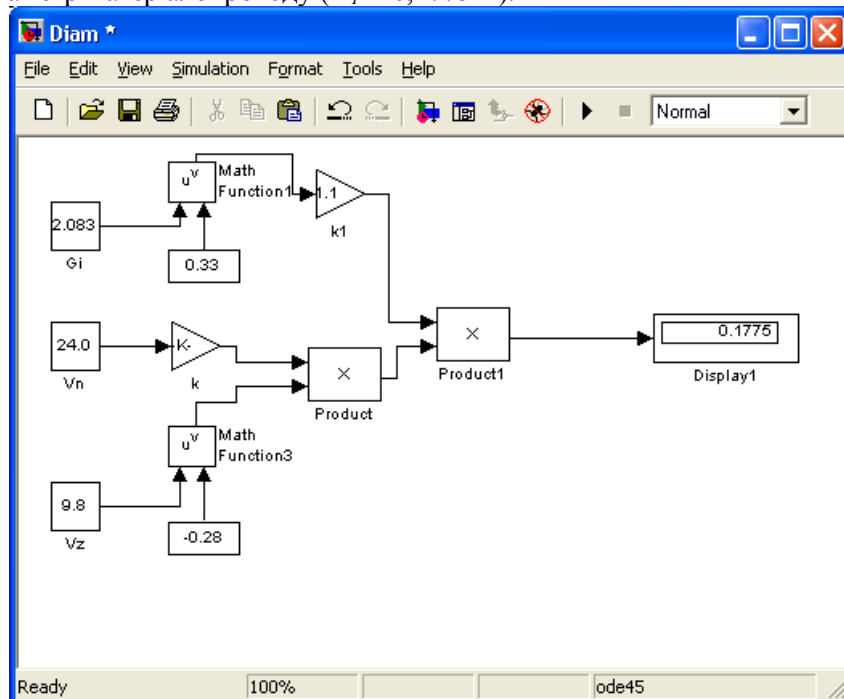 Diam *
File Edit View Simulation Format Tools Help
Normal
u^v
Math
Function1
1.1
k1
2.083
Gi
0.33
24.0
Vn
-K-
k
×
Product
×
Product1
0.1775
Display1
u^v
Math
Function3
9.8
Vz
-0.28
Ready 100% ode45